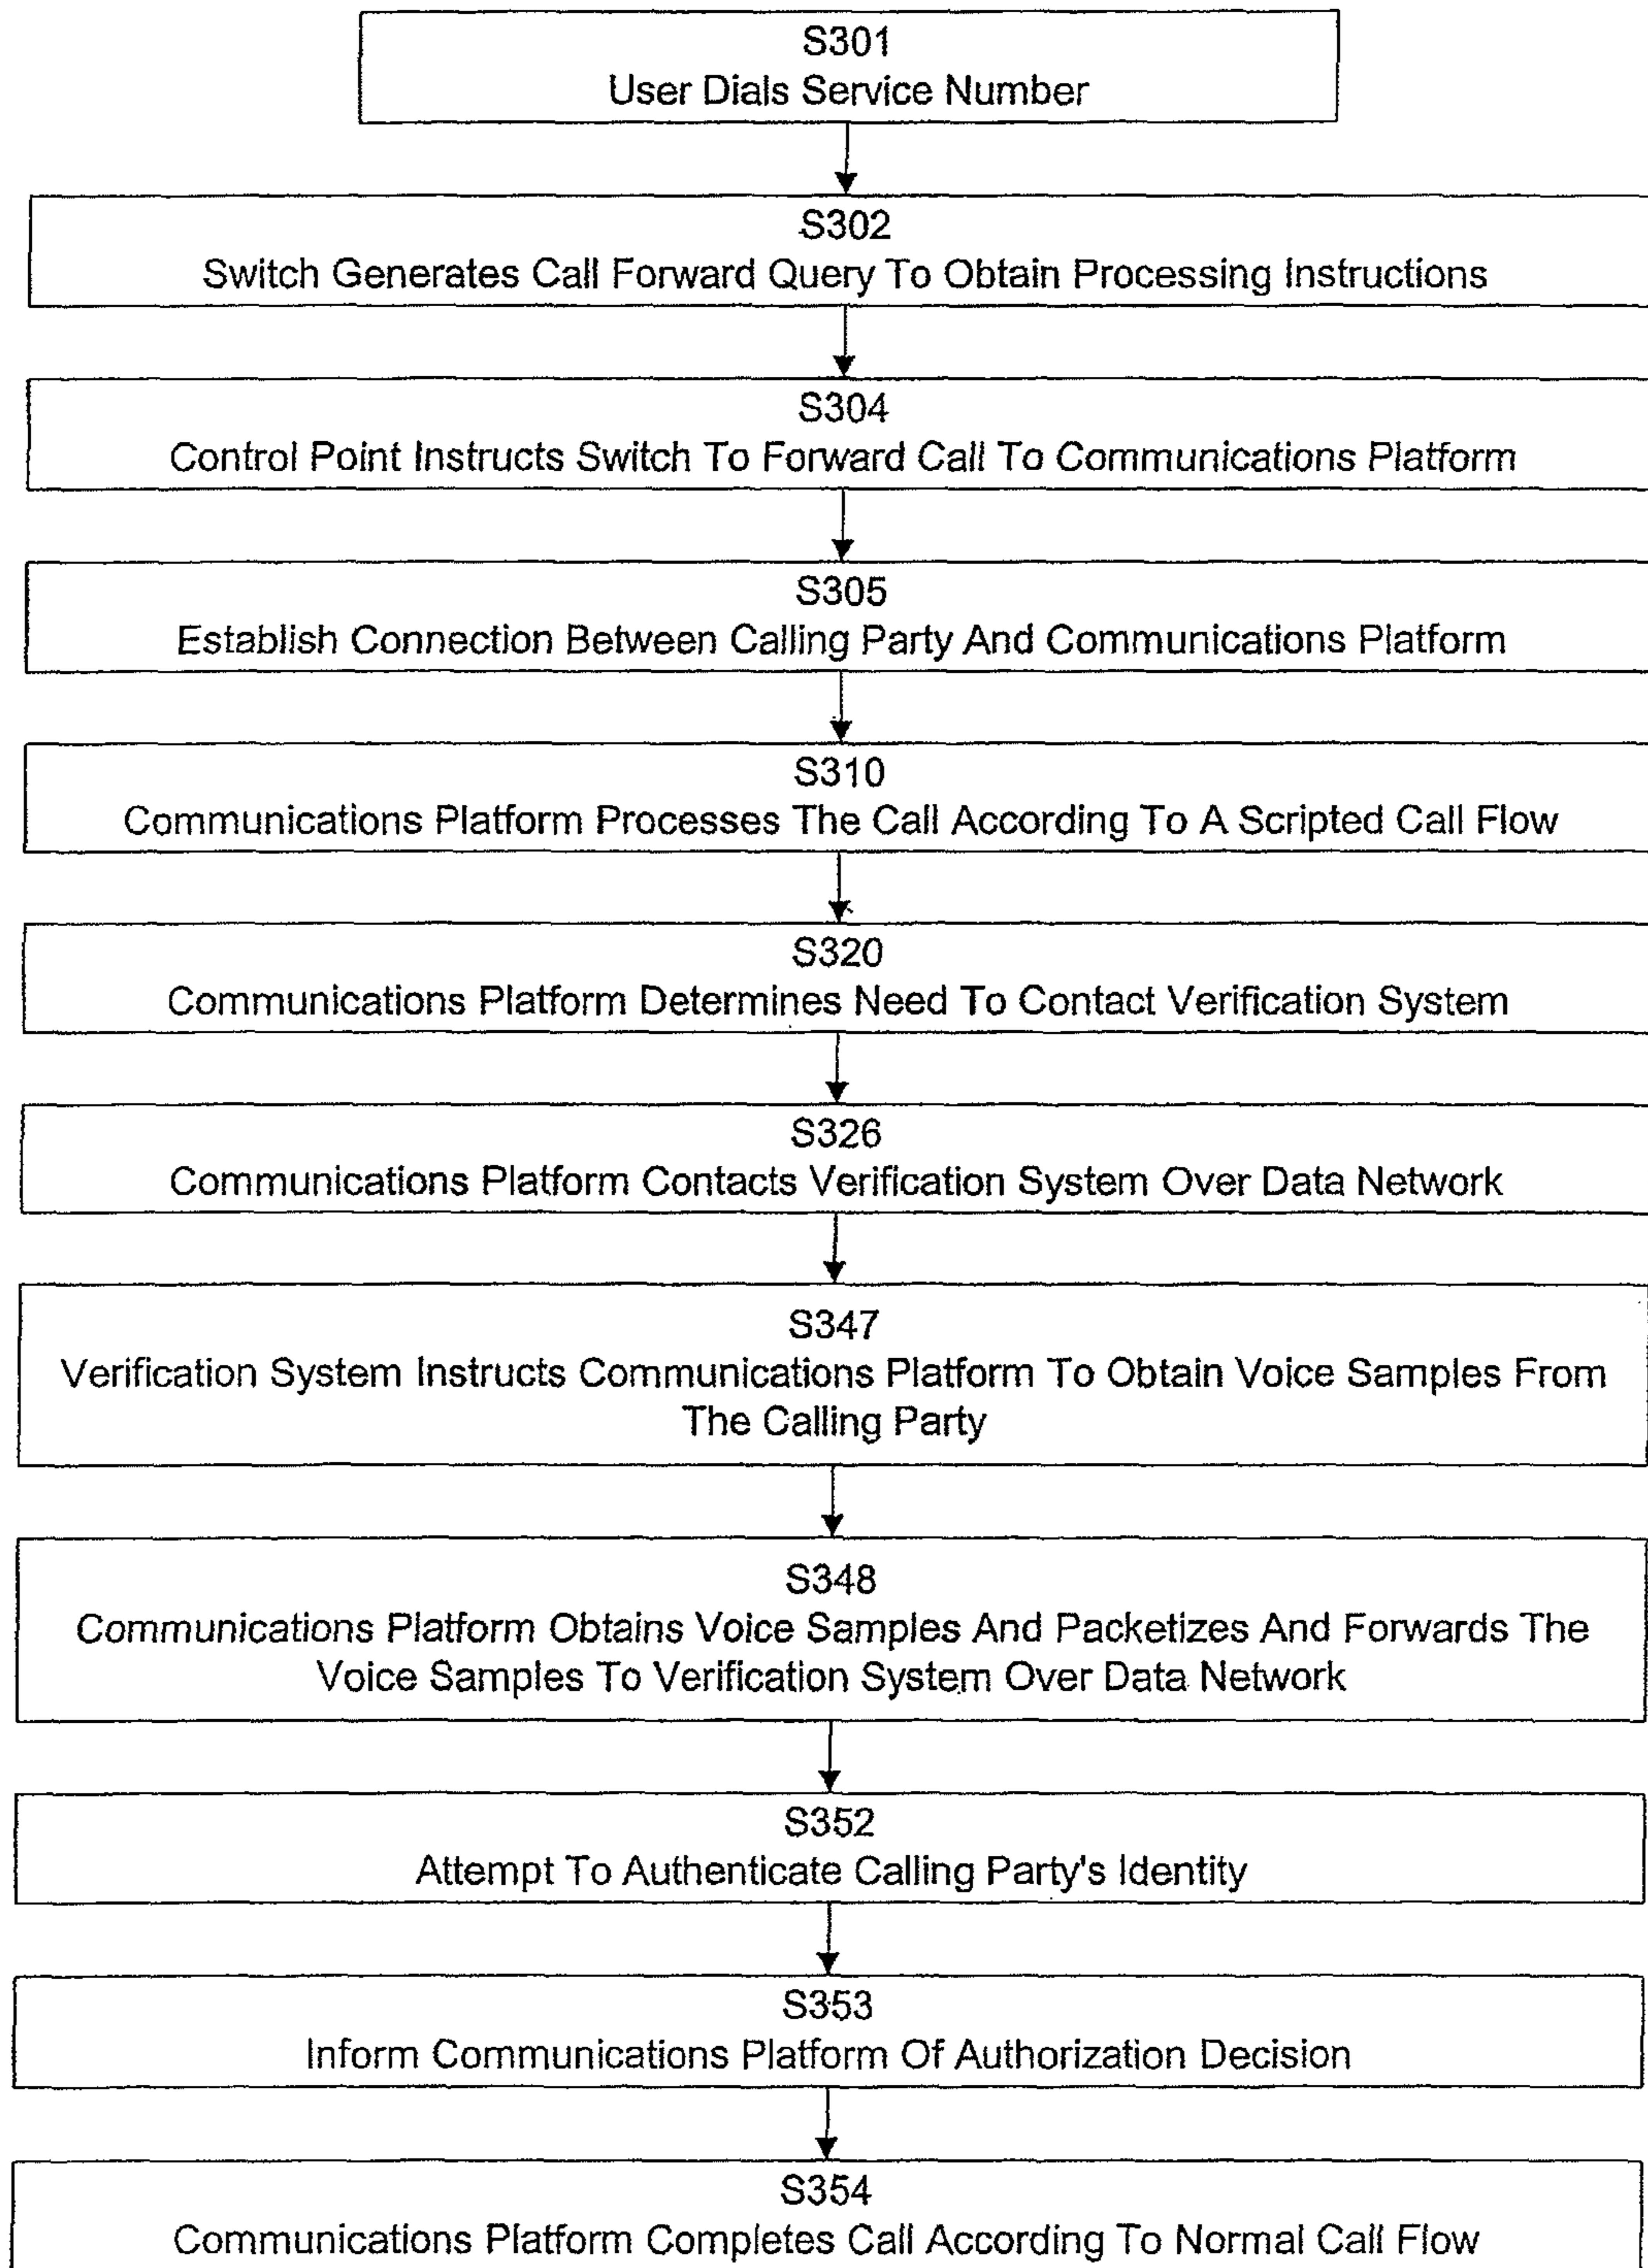 S301
User Dials Service Number
S302
Switch Generates Call Forward Query To Obtain Processing Instructions
S304
Control Point Instructs Switch To Forward Call To Communications Platform
S305
Establish Connection Between Calling Party And Communications Platform
S310
Communications Platform Processes The Call According To A Scripted Call Flow
S320
Communications Platform Determines Need To Contact Verification System
S326
Communications Platform Contacts Verification System Over Data Network
S347
Verification System Instructs Communications Platform To Obtain Voice Samples From
The Calling Party
S348
Communications Platform Obtains Voice Samples And Packetizes And Forwards The
Voice Samples To Verification System Over Data Network
S352
Attempt To Authenticate Calling Party's Identity
S353
Inform Communications Platform Of Authorization Decision
S354
Communications Platform Completes Call According To Normal Call Flow